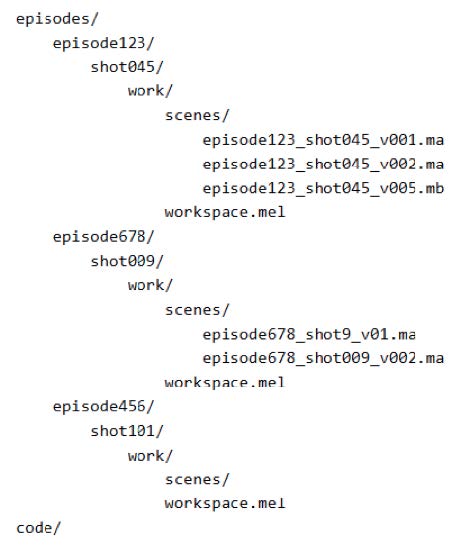 episodes/
    episode123/
        shot045/
            work/
                scenes/
                    episode123_shot045_v001.ma
                    episode123_shot045_v002.ma
                    episode123_shot045_v005.mb
                workspace.mel
    episode678/
        shot009/
            work/
                scenes/
                    episode678_shot9_v01.ma
                    episode678_shot009_v002.ma
                workspace.mel
    episode456/
        shot101/
            work/
                scenes/
                workspace.mel
code/